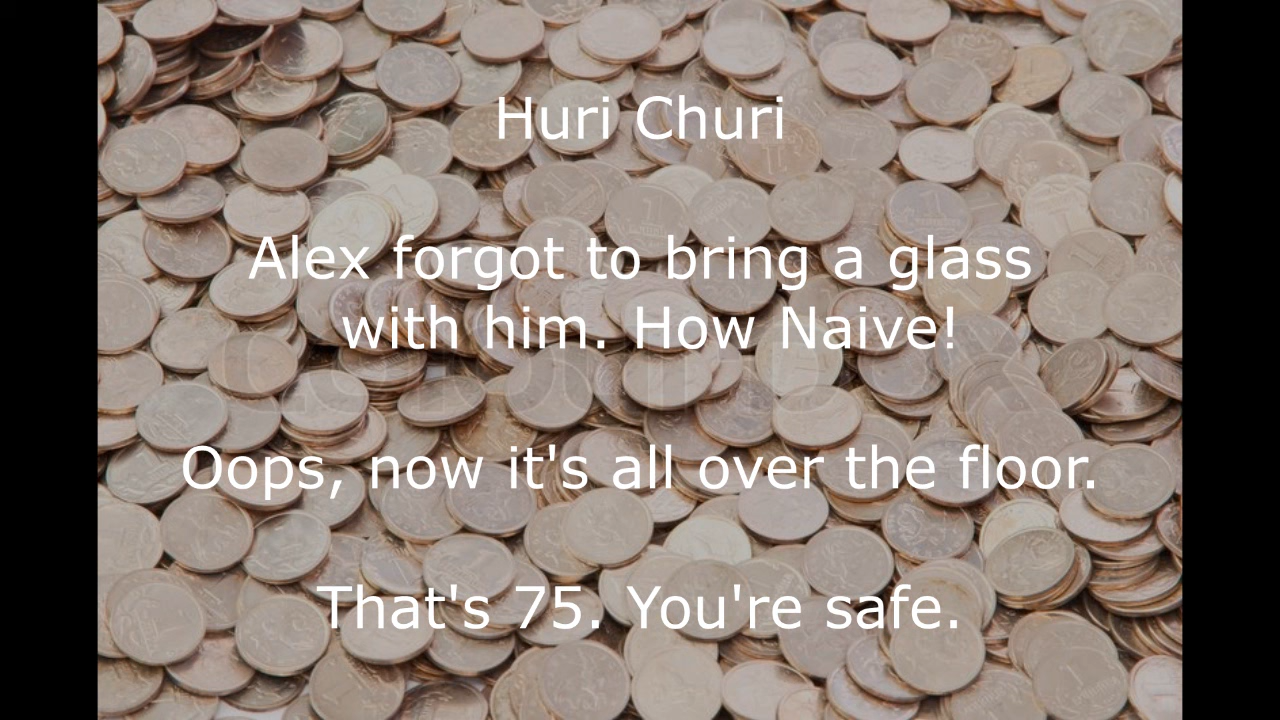 Huri Churi
Alex forgot to bring a glass
with him. How Naive!
Oops, now it's all over the floor.
That's 75. You're safe.